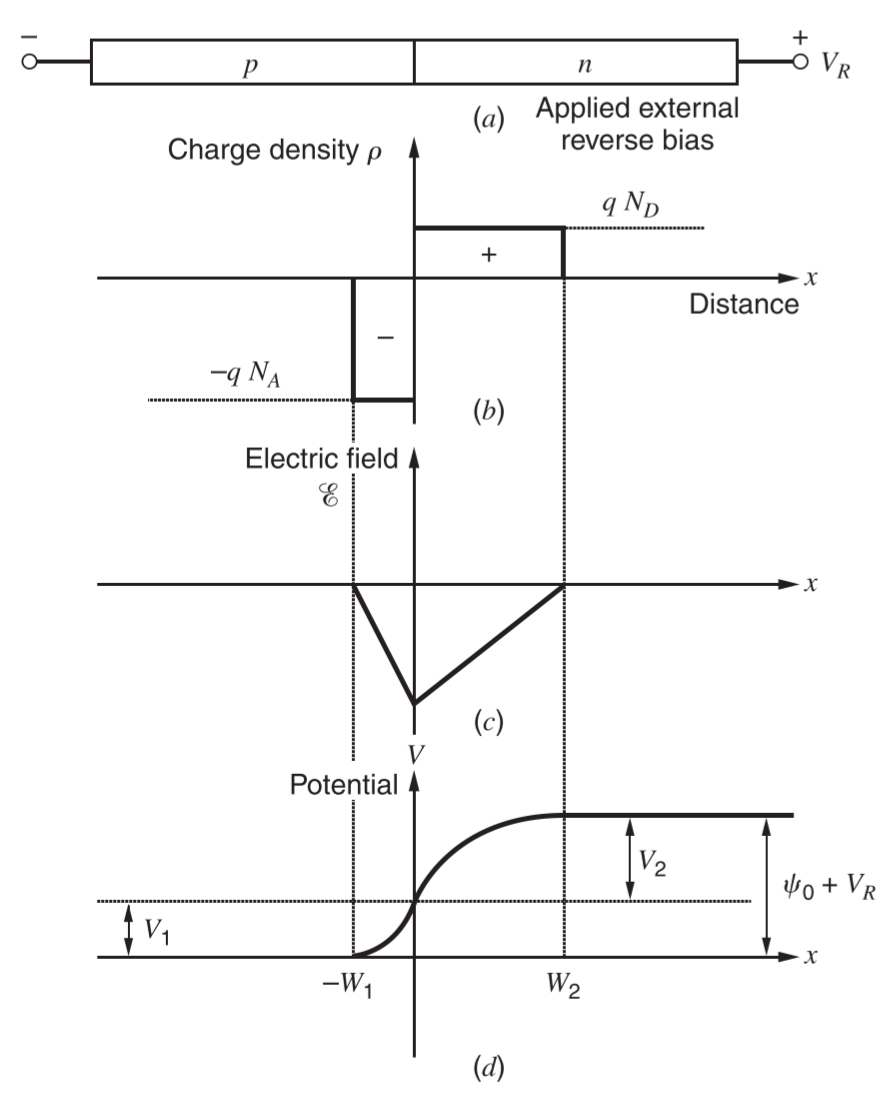 − +
p n V_R
(a) Applied external
reverse bias
Charge density ρ
q N_D
+
x
Distance
−
−q N_A
(b)
Electric field
ℰ
x
(c)
V
Potential
V_2
ψ_0 + V_R
V_1
x
−W_1 W_2
(d)